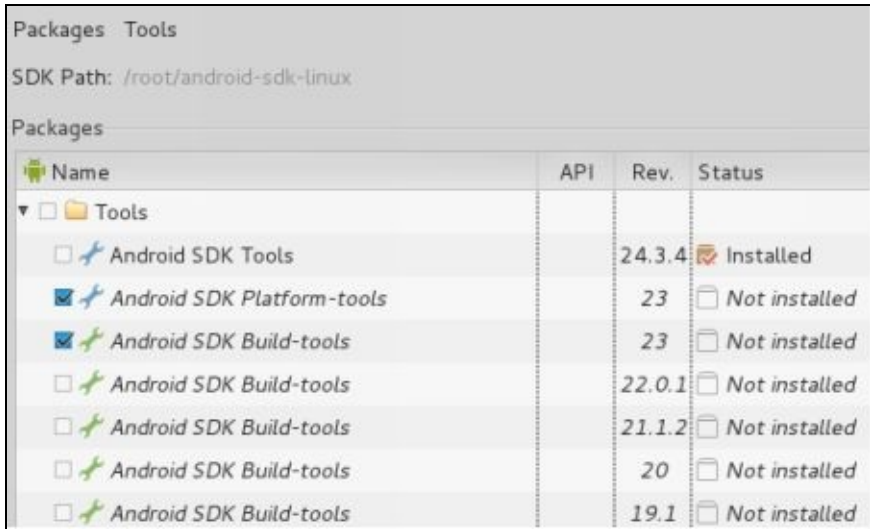 Packages Tools
SDK Path: /root/android-sdk-linux
Packages
Name API Rev. Status
Tools
Android SDK Tools 24.3.4 Installed
Android SDK Platform-tools 23 Not installed
Android SDK Build-tools 23 Not installed
Android SDK Build-tools 22.0.1 Not installed
Android SDK Build-tools 21.1.2 Not installed
Android SDK Build-tools 20 Not installed
Android SDK Build-tools 19.1 Not installed